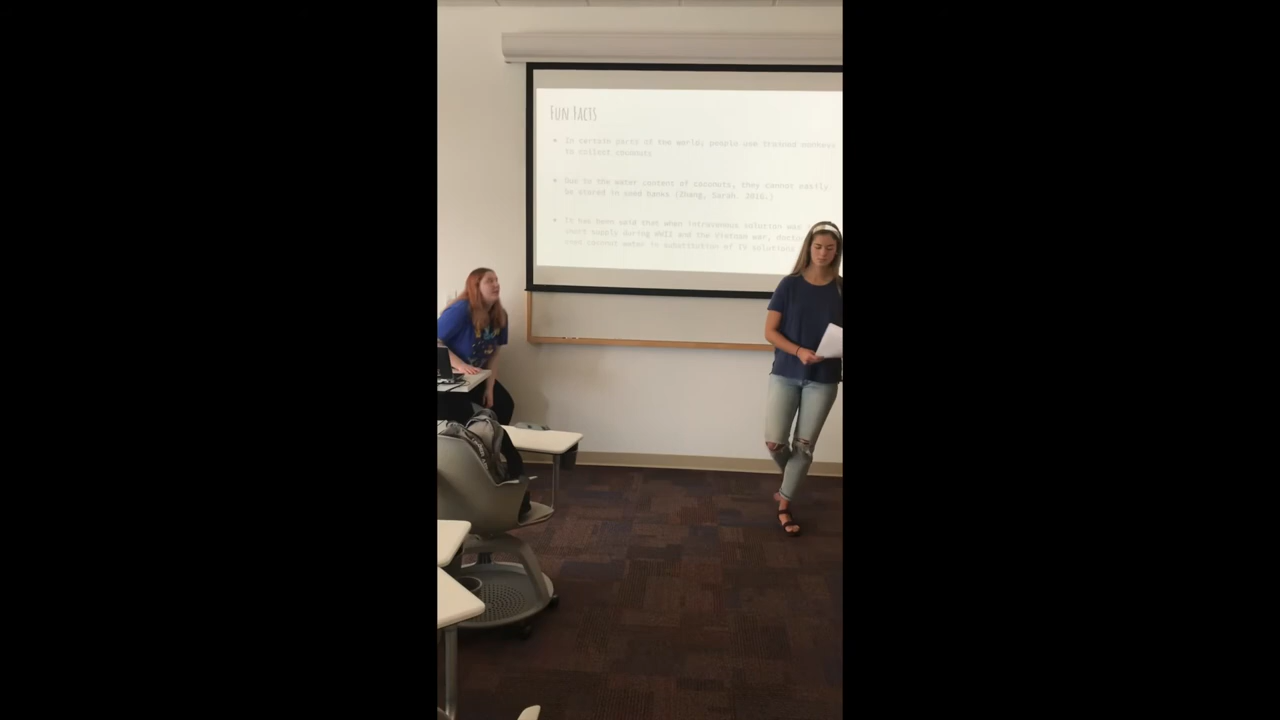 FUN FACTS
In certain parts of the world, people use trained monkeys
to collect coconuts
Due to the water content of coconuts, they cannot easily
be stored in seed banks (Zhang, Sarah. 2016.)
It has been said that when intravenous solution was
short supply during WWII and the Vietnam war,
used coconut water in substitution of IV solutions